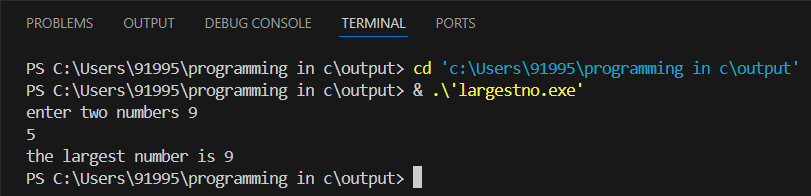 PROBLEMS OUTPUT DEBUG CONSOLE TERMINAL PORTS
PS C:\Users\91995\programming in c\output> cd 'c:\Users\91995\programming in c\output'
PS C:\Users\91995\programming in c\output> & .\'largestno.exe'
enter two numbers 9
5
the largest number is 9
PS C:\Users\91995\programming in c\output>